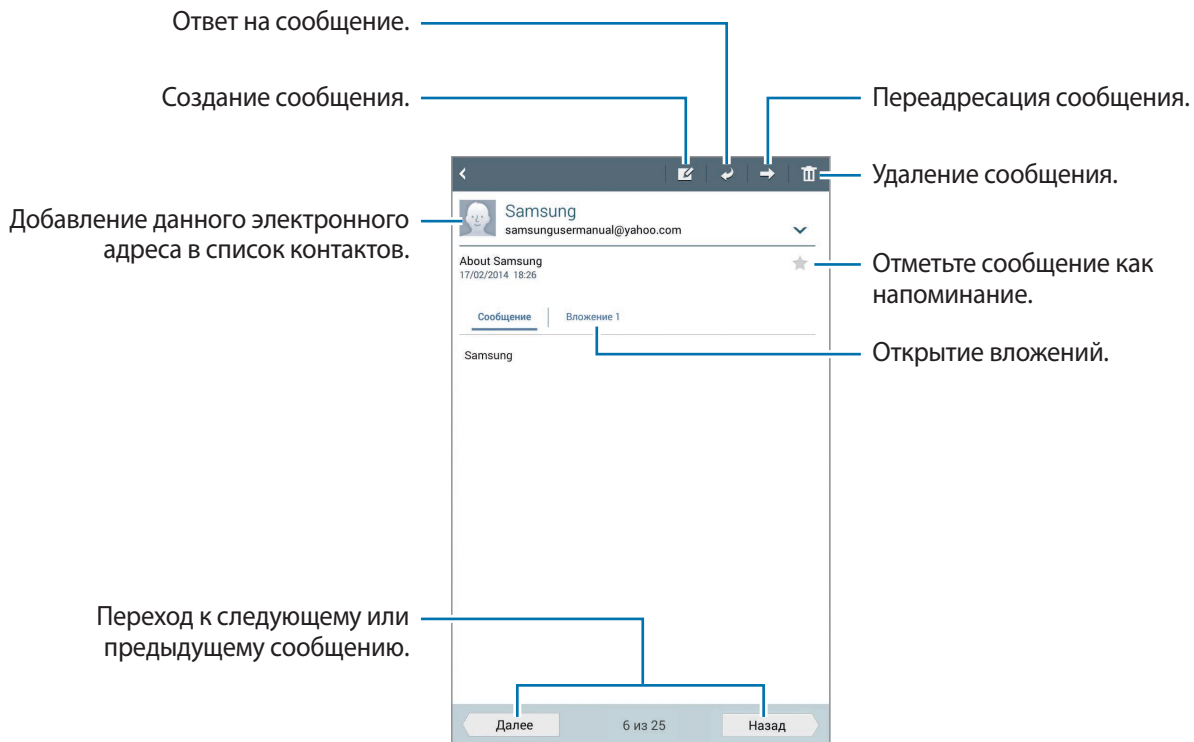 Ответ на сообщение.
Создание сообщения.
Переадресация сообщения.
Удаление сообщения.
Добавление данного электронного
адреса в список контактов.
Samsung
samsungusermanual@yahoo.com
About Samsung
17/02/2014 18:26
Отметьте сообщение как
напоминание.
Сообщение
Вложение 1
Открытие вложений.
Samsung
Переход к следующему или
предыдущему сообщению.
Далее
6 из 25
Назад